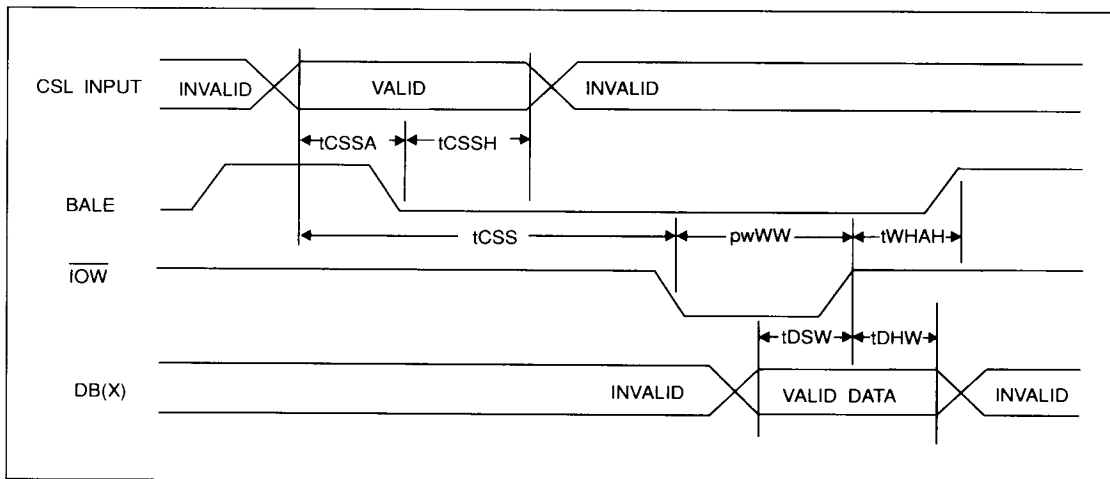 CSL INPUT INVALID VALID INVALID
tCSSA tCSSH
BALE
tCSS pwWW tWHAH
IOW
tDSW tDHW
DB(X) INVALID VALID DATA INVALID